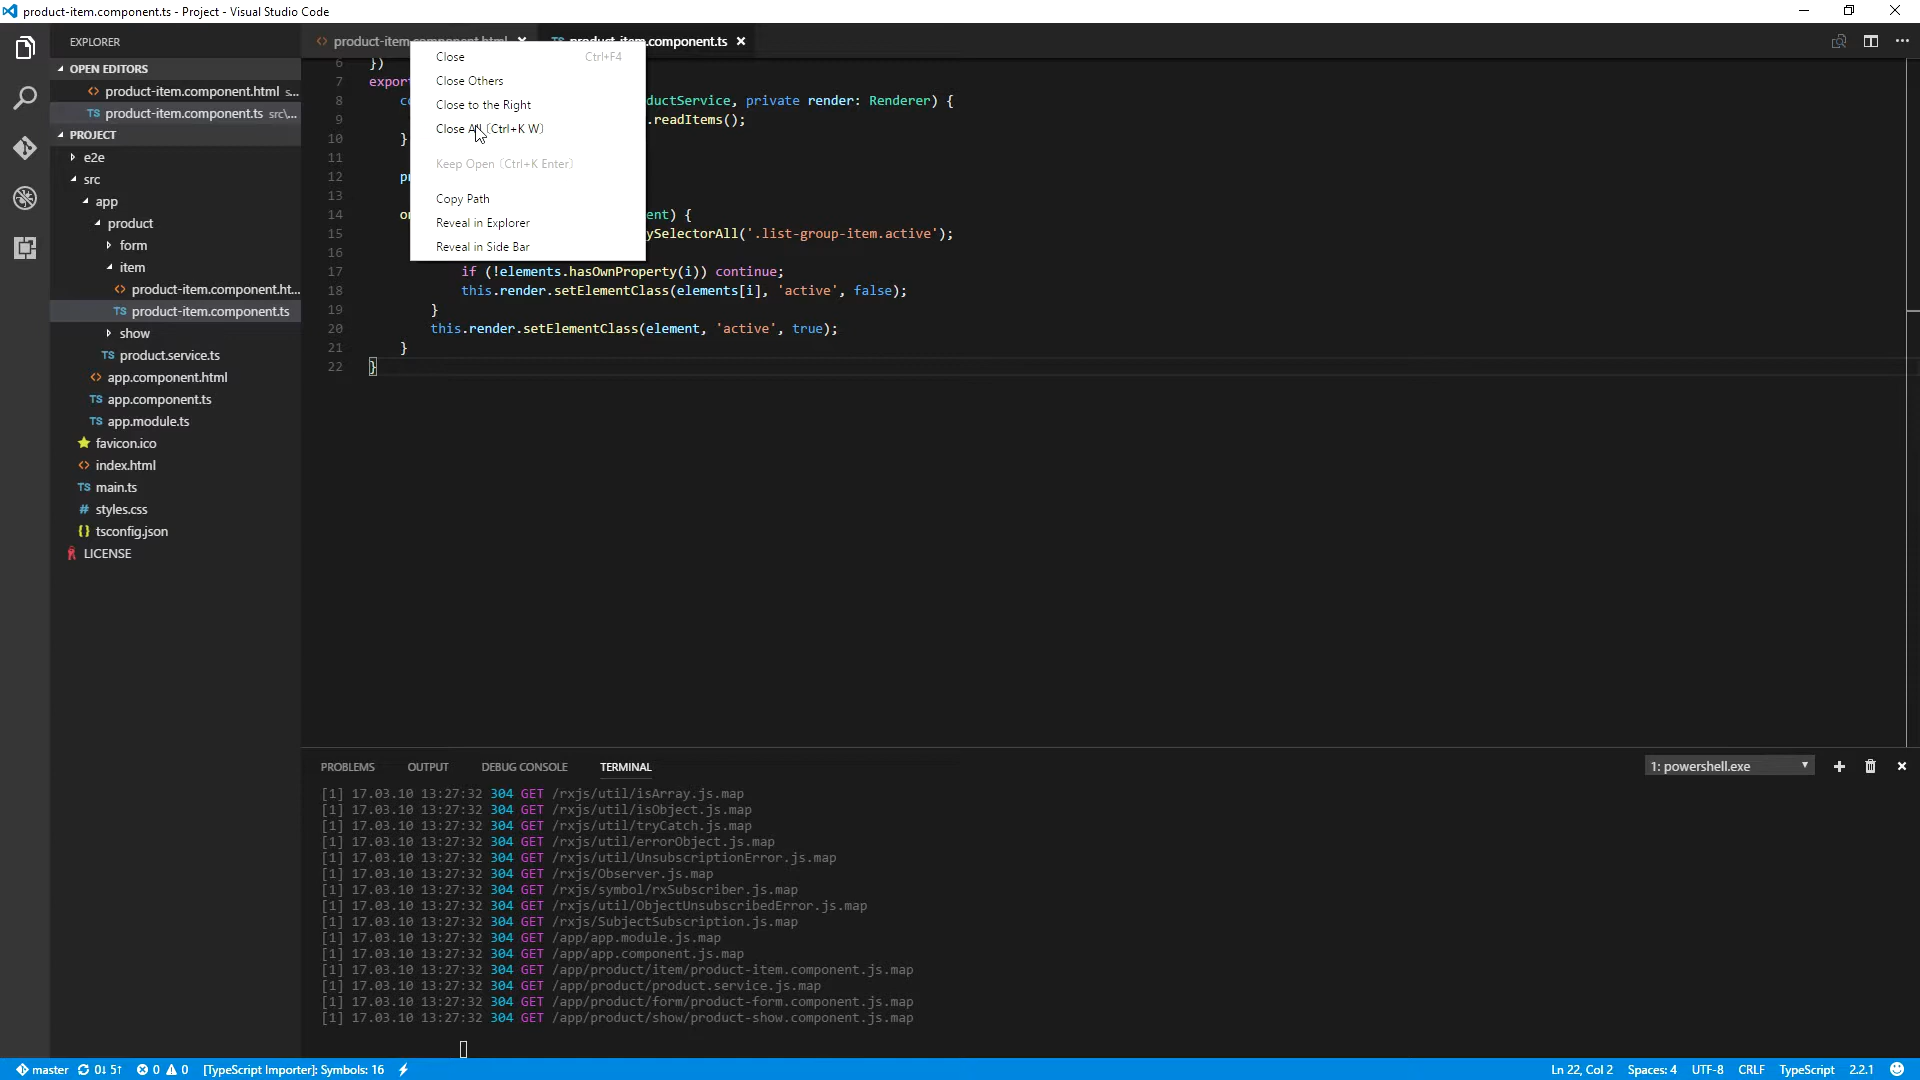 product-item.component.ts - Project - Visual Studio Code
EXPLORER
OPEN EDITORS
product-item.component.html s...
TS product-item.component.ts src\...
PROJECT
e2e
src
app
product
form
item
product-item.component.ht...
TS product-item.component.ts
show
TS product.service.ts
app.component.html
TS app.component.ts
TS app.module.ts
favicon.ico
index.html
TS main.ts
# styles.css
{} tsconfig.json
LICENSE
product-item.component.html
TS product-item.component.ts
Close Ctrl+F4
Close Others
Close to the Right
Close All [Ctrl+K W]
Keep Open [Ctrl+K Enter]
Copy Path
Reveal in Explorer
Reveal in Side Bar
6 })
7 expor
8 co ductService, private render: Renderer) {
9 .readItems();
10 }
11
12 pr
13
14 on ent) {
15 ySelectorAll('.list-group-item.active');
16
17 if (!elements.hasOwnProperty(i)) continue;
18 this.render.setElementClass(elements[i], 'active', false);
19 }
20 this.render.setElementClass(element, 'active', true);
21 }
22 }
PROBLEMS OUTPUT DEBUG CONSOLE TERMINAL 1: powershell.exe
[1] 17.03.10 13:27:32 304 GET /rxjs/util/isArray.js.map
[1] 17.03.10 13:27:32 304 GET /rxjs/util/isObject.js.map
[1] 17.03.10 13:27:32 304 GET /rxjs/util/tryCatch.js.map
[1] 17.03.10 13:27:32 304 GET /rxjs/util/errorObject.js.map
[1] 17.03.10 13:27:32 304 GET /rxjs/util/UnsubscriptionError.js.map
[1] 17.03.10 13:27:32 304 GET /rxjs/Observer.js.map
[1] 17.03.10 13:27:32 304 GET /rxjs/symbol/rxSubscriber.js.map
[1] 17.03.10 13:27:32 304 GET /rxjs/util/ObjectUnsubscribedError.js.map
[1] 17.03.10 13:27:32 304 GET /rxjs/SubjectSubscription.js.map
[1] 17.03.10 13:27:32 304 GET /app/app.module.js.map
[1] 17.03.10 13:27:32 304 GET /app/app.component.js.map
[1] 17.03.10 13:27:32 304 GET /app/product/item/product-item.component.js.map
[1] 17.03.10 13:27:32 304 GET /app/product/product.service.js.map
[1] 17.03.10 13:27:32 304 GET /app/product/form/product-form.component.js.map
[1] 17.03.10 13:27:32 304 GET /app/product/show/product-show.component.js.map
master 0↓ 5↑ 0 0 [TypeScript Importer]: Symbols: 16 Ln 22, Col 2 Spaces: 4 UTF-8 CRLF TypeScript 2.2.1